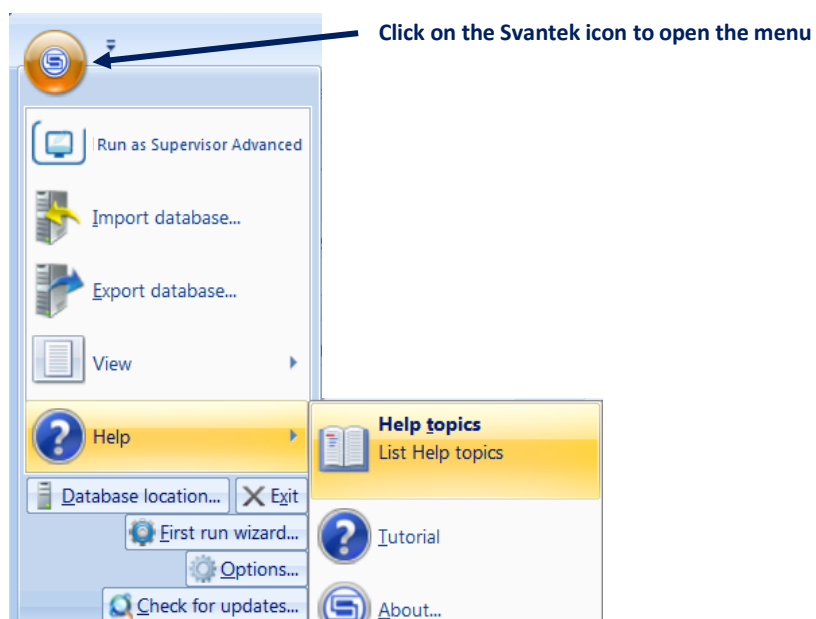 Click on the Svantek icon to open the menu
Run as Supervisor Advanced
Import database...
Export database...
View
Help
Help topics
List Help topics
Database location...
Exit
First run wizard...
Tutorial
Options...
Check for updates...
About...